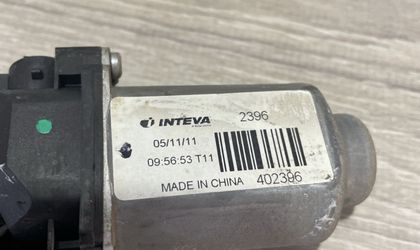 INTEVA 2396
05/11/11
09:56:53 T11
MADE IN CHINA 402396